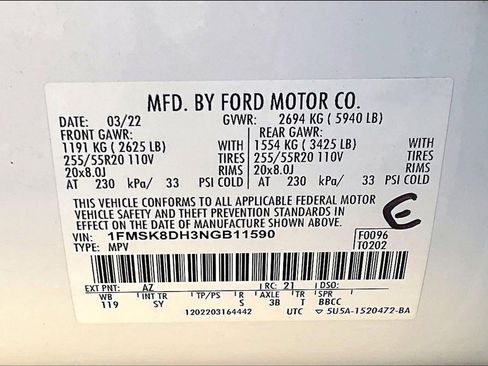 MFD. BY FORD MOTOR CO.
DATE: 03/22 GVWR: 2694 KG ( 5940 LB)
FRONT GAWR: REAR GAWR:
1191 KG ( 2625 LB) WITH 1554 KG ( 3425 LB) WITH
255/55R20 110V TIRES 255/55R20 110V TIRES
20x8.0J RIMS 20x8.0J RIMS
AT 230 kPa/ 33 PSI COLD AT 230 kPa/ 33 PSI COLD
THIS VEHICLE CONFORMS TO ALL APPLICABLE FEDERAL MOTOR
VEHICLE SAFETY AND THEFT PREVENTION STANDARDS IN
EFFECT ON THE DATE OF MANUFACTURE SHOWN ABOVE.
E
VIN: 1FMSK8DH3NGB11590 F0096
TYPE: MPV T0202
EXT PNT: AZ RC: 21 DSO:
WB INT TR TP/PS R AXLE TR SPR
119 SY S 3B T BBCC
1202203164442 UTC ▽ 5U5A-1520472-BA